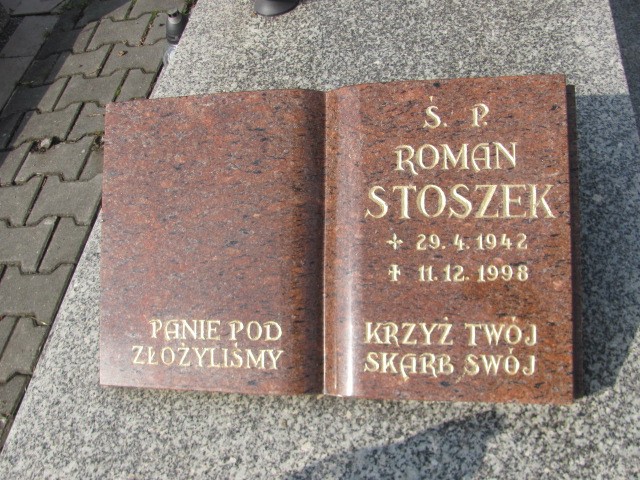 Ś. P.
ROMAN
STOSZEK
29. 4. 1942
11. 12. 1998
PANIE POD KRZYŻ TWÓJ
ZŁOŻYLIŚMY SKARB SWÓJ